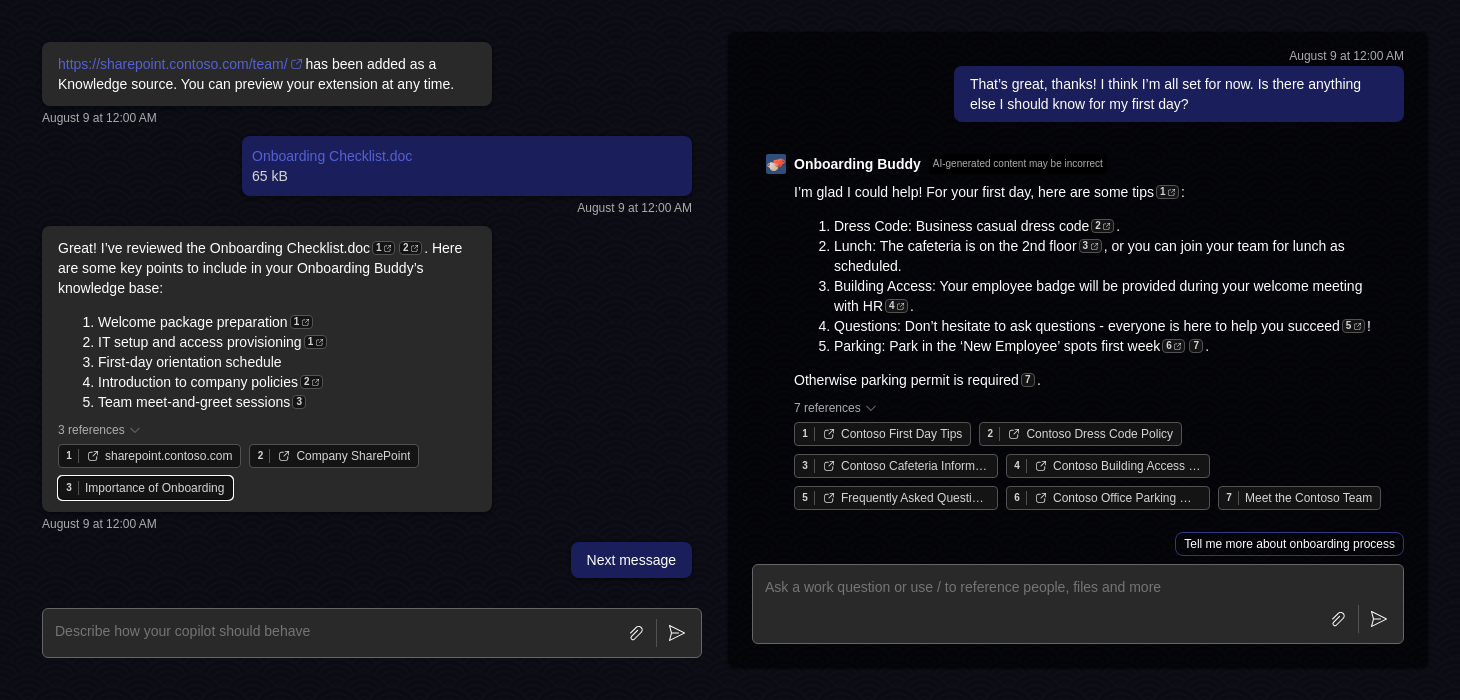 https://sharepoint.contoso.com/team/ has been added as a
Knowledge source. You can preview your extension at any time.
August 9 at 12:00 AM
Onboarding Checklist.doc
65 kB
August 9 at 12:00 AM
Great! I’ve reviewed the Onboarding Checklist.doc 1 2 . Here
are some key points to include in your Onboarding Buddy’s
knowledge base:
1. Welcome package preparation 1
2. IT setup and access provisioning 1
3. First-day orientation schedule
4. Introduction to company policies 2
5. Team meet-and-greet sessions 3
3 references
1 sharepoint.contoso.com 2 Company SharePoint
3 Importance of Onboarding
August 9 at 12:00 AM
Next message
Describe how your copilot should behave
August 9 at 12:00 AM
That’s great, thanks! I think I’m all set for now. Is there anything
else I should know for my first day?
Onboarding Buddy AI-generated content may be incorrect
I’m glad I could help! For your first day, here are some tips 1 :
1. Dress Code: Business casual dress code 2 .
2. Lunch: The cafeteria is on the 2nd floor 3 , or you can join your team for lunch as
scheduled.
3. Building Access: Your employee badge will be provided during your welcome meeting
with HR 4 .
4. Questions: Don’t hesitate to ask questions - everyone is here to help you succeed 5 !
5. Parking: Park in the ‘New Employee’ spots first week 6 7 .
Otherwise parking permit is required 7 .
7 references
1 Contoso First Day Tips 2 Contoso Dress Code Policy
3 Contoso Cafeteria Inform… 4 Contoso Building Access …
5 Frequently Asked Questi… 6 Contoso Office Parking … 7 Meet the Contoso Team
Tell me more about onboarding process
Ask a work question or use / to reference people, files and more